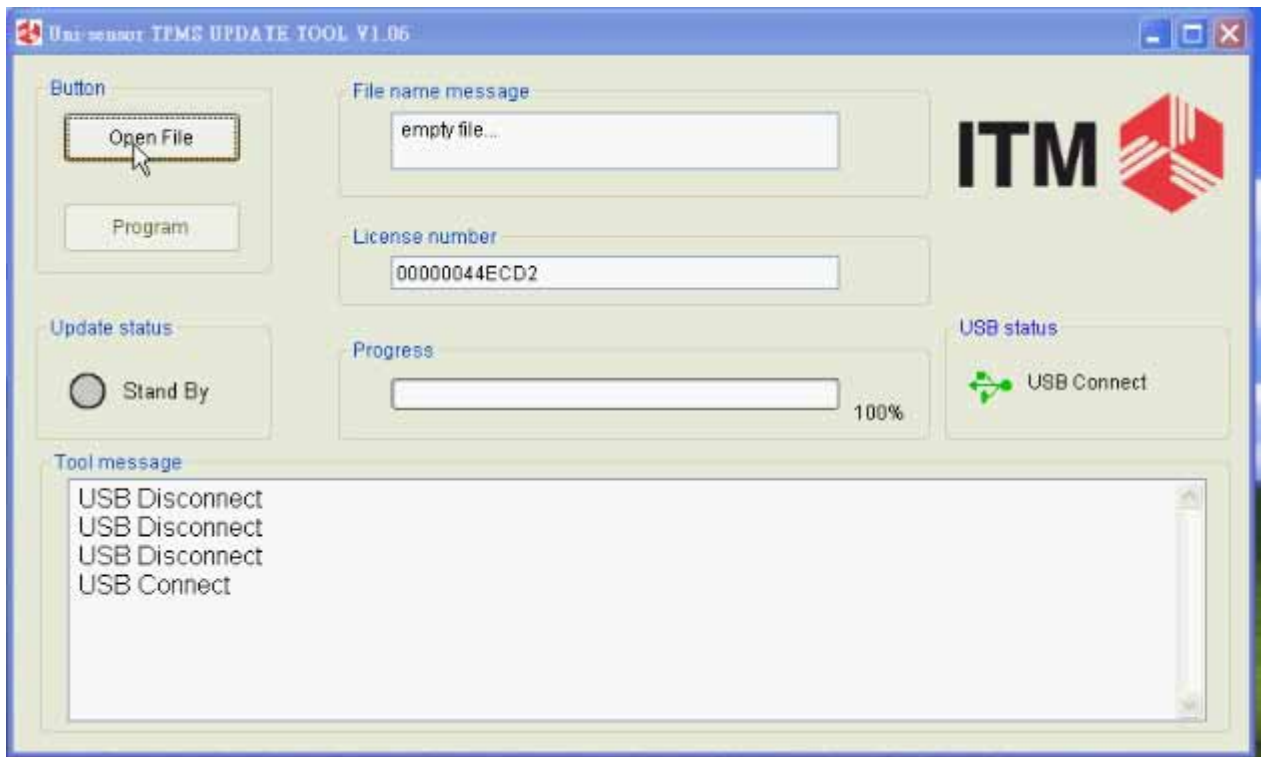 Uni-sensor TPMS UPDATE TOOL V1.06
Button
Open File
Program
File name message
empty file...
ITM
License number
00000044ECD2
Update status
Stand By
Progress
100%
USB status
USB Connect
Tool message
USB Disconnect
USB Disconnect
USB Disconnect
USB Connect